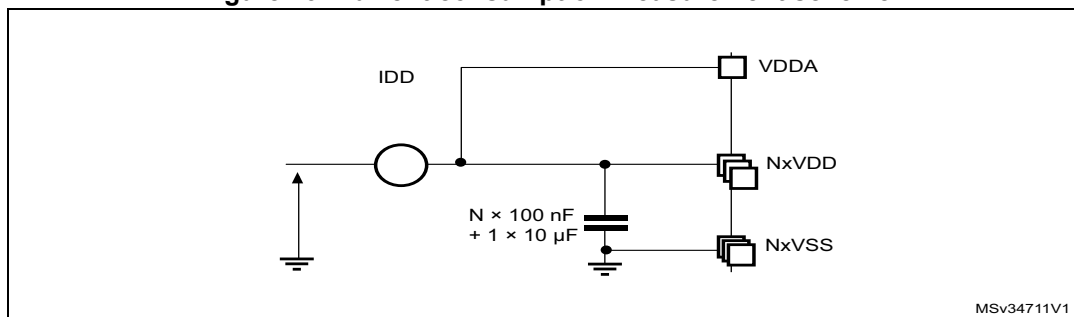 IDD
VDDA
NxVDD
N × 100 nF
+ 1 × 10 µF
NxVSS
MSv34711V1